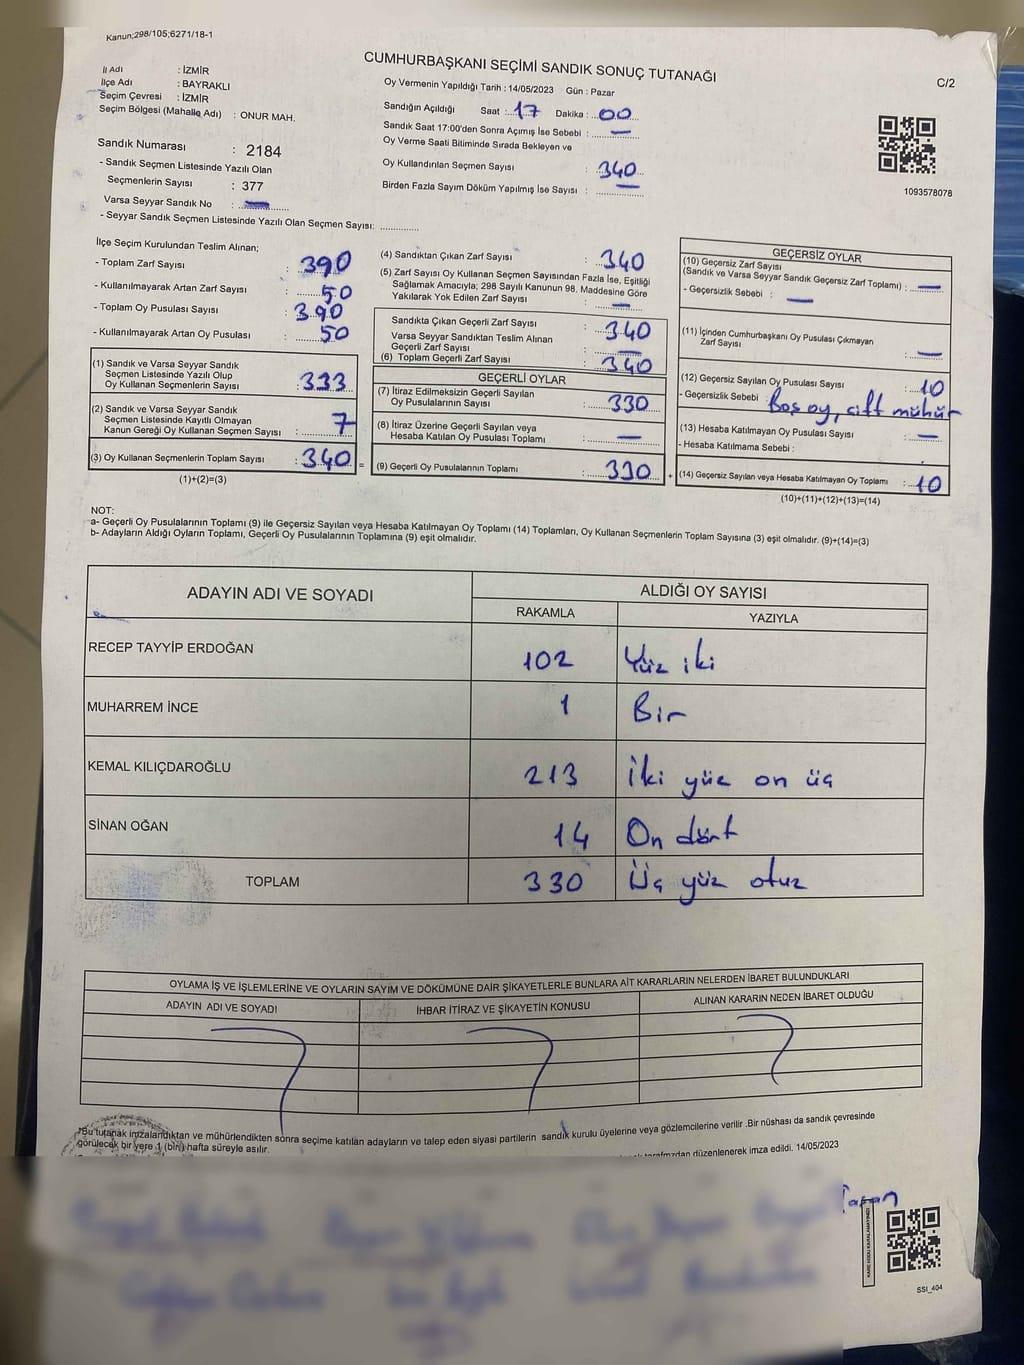 Kanun;298/105;6271/18-1
CUMHURBAŞKANI SEÇİMİ SANDIK SONUÇ TUTANAĞI
C/2
İl Adı : İZMİR
İlçe Adı : BAYRAKLI
Seçim Çevresi : İZMİR
Seçim Bölgesi (Mahalle Adı) : ONUR MAH.
Oy Vermenin Yapıldığı Tarih : 14/05/2023 Gün : Pazar
Sandığın Açıldığı Saat : 17 Dakika : 00
Sandık Saat 17:00'den Sonra Açımış İse Sebebi : —
Oy Verme Saati Bitiminde Sırada Bekleyen ve
Oy Kullandırılan Seçmen Sayısı : 340
Birden Fazla Sayım Döküm Yapılmış İse Sayısı : —
1093578078
Sandık Numarası : 2184
- Sandık Seçmen Listesinde Yazılı Olan
Seçmenlerin Sayısı : 377
Varsa Seyyar Sandık No : —
- Seyyar Sandık Seçmen Listesinde Yazılı Olan Seçmen Sayısı: ..............
İlçe Seçim Kurulundan Teslim Alınan;
- Toplam Zarf Sayısı : 390
- Kullanılmayarak Artan Zarf Sayısı : 50
- Toplam Oy Pusulası Sayısı : 390
- Kullanılmayarak Artan Oy Pusulası : 50
(1) Sandık ve Varsa Seyyar Sandık
Seçmen Listesinde Yazılı Olup
Oy Kullanan Seçmenlerin Sayısı : 333
(2) Sandık ve Varsa Seyyar Sandık
Seçmen Listesinde Kayıtlı Olmayan
Kanun Gereği Oy Kullanan Seçmen Sayısı : 7
(3) Oy Kullanan Seçmenlerin Toplam Sayısı : 340 =
(1)+(2)=(3)
(4) Sandıktan Çıkan Zarf Sayısı : 340
(5) Zarf Sayısı Oy Kullanan Seçmen Sayısından Fazla İse, Eşitliği
Sağlamak Amacıyla; 298 Sayılı Kanunun 98. Maddesine Göre
Yakılarak Yok Edilen Zarf Sayısı : —
Sandıkta Çıkan Geçerli Zarf Sayısı : 340
Varsa Seyyar Sandıktan Teslim Alınan
Geçerli Zarf Sayısı : —
(6) Toplam Geçerli Zarf Sayısı : 340
GEÇERLİ OYLAR
(7) İtiraz Edilmeksizin Geçerli Sayılan
Oy Pusulalarının Sayısı : 330
(8) İtiraz Üzerine Geçerli Sayılan veya
Hesaba Katılan Oy Pusulası Toplamı : —
(9) Geçerli Oy Pusulalarının Toplamı : 330 +
GEÇERSİZ OYLAR
(10) Geçersiz Zarf Sayısı
(Sandık ve Varsa Seyyar Sandık Geçersiz Zarf Toplamı) : —
- Geçersizlik Sebebi : —
(11) İçinden Cumhurbaşkanı Oy Pusulası Çıkmayan
Zarf Sayısı : —
(12) Geçersiz Sayılan Oy Pusulası Sayısı : 10
- Geçersizlik Sebebi : Boş oy, çift mühür
(13) Hesaba Katılmayan Oy Pusulası Sayısı : —
- Hesaba Katılmama Sebebi :
(14) Geçersiz Sayılan veya Hesaba Katılmayan Oy Toplamı : 10
(10)+(11)+(12)+(13)=(14)
NOT:
a- Geçerli Oy Pusulalarının Toplamı (9) ile Geçersiz Sayılan veya Hesaba Katılmayan Oy Toplamı (14) Toplamları, Oy Kullanan Seçmenlerin Toplam Sayısına (3) eşit olmalıdır. (9)+(14)=(3)
b- Adayların Aldığı Oyların Toplamı, Geçerli Oy Pusulalarının Toplamına (9) eşit olmalıdır.
ADAYIN ADI VE SOYADI ALDIĞI OY SAYISI
RAKAMLA YAZIYLA
RECEP TAYYİP ERDOĞAN 102 Yüz iki
MUHARREM İNCE 1 Bir
KEMAL KILIÇDAROĞLU 213 İki yüz on üç
SİNAN OĞAN 14 On dört
TOPLAM 330 Üç yüz otuz
OYLAMA İŞ VE İŞLEMLERİNE VE OYLARIN SAYIM VE DÖKÜMÜNE DAİR ŞİKAYETLERLE BUNLARA AİT KARARLARIN NELERDEN İBARET BULUNDUKLARI
ADAYIN ADI VE SOYADI İHBAR İTİRAZ VE ŞİKAYETİN KONUSU ALINAN KARARIN NEDEN İBARET OLDUĞU
*Bu tutanak imzalandıktan ve mühürlendikten sonra seçime katılan adayların ve talep eden siyasi partilerin sandık kurulu üyelerine veya gözlemcilerine verilir .Bir nüshası da sandık çevresinde
görülecek bir yere 1 (bir) hafta süreyle asılır.
tarafından düzenlenerek imza edildi. 14/05/2023
KARE KODU KARALAMAYINIZ!
SSI_404